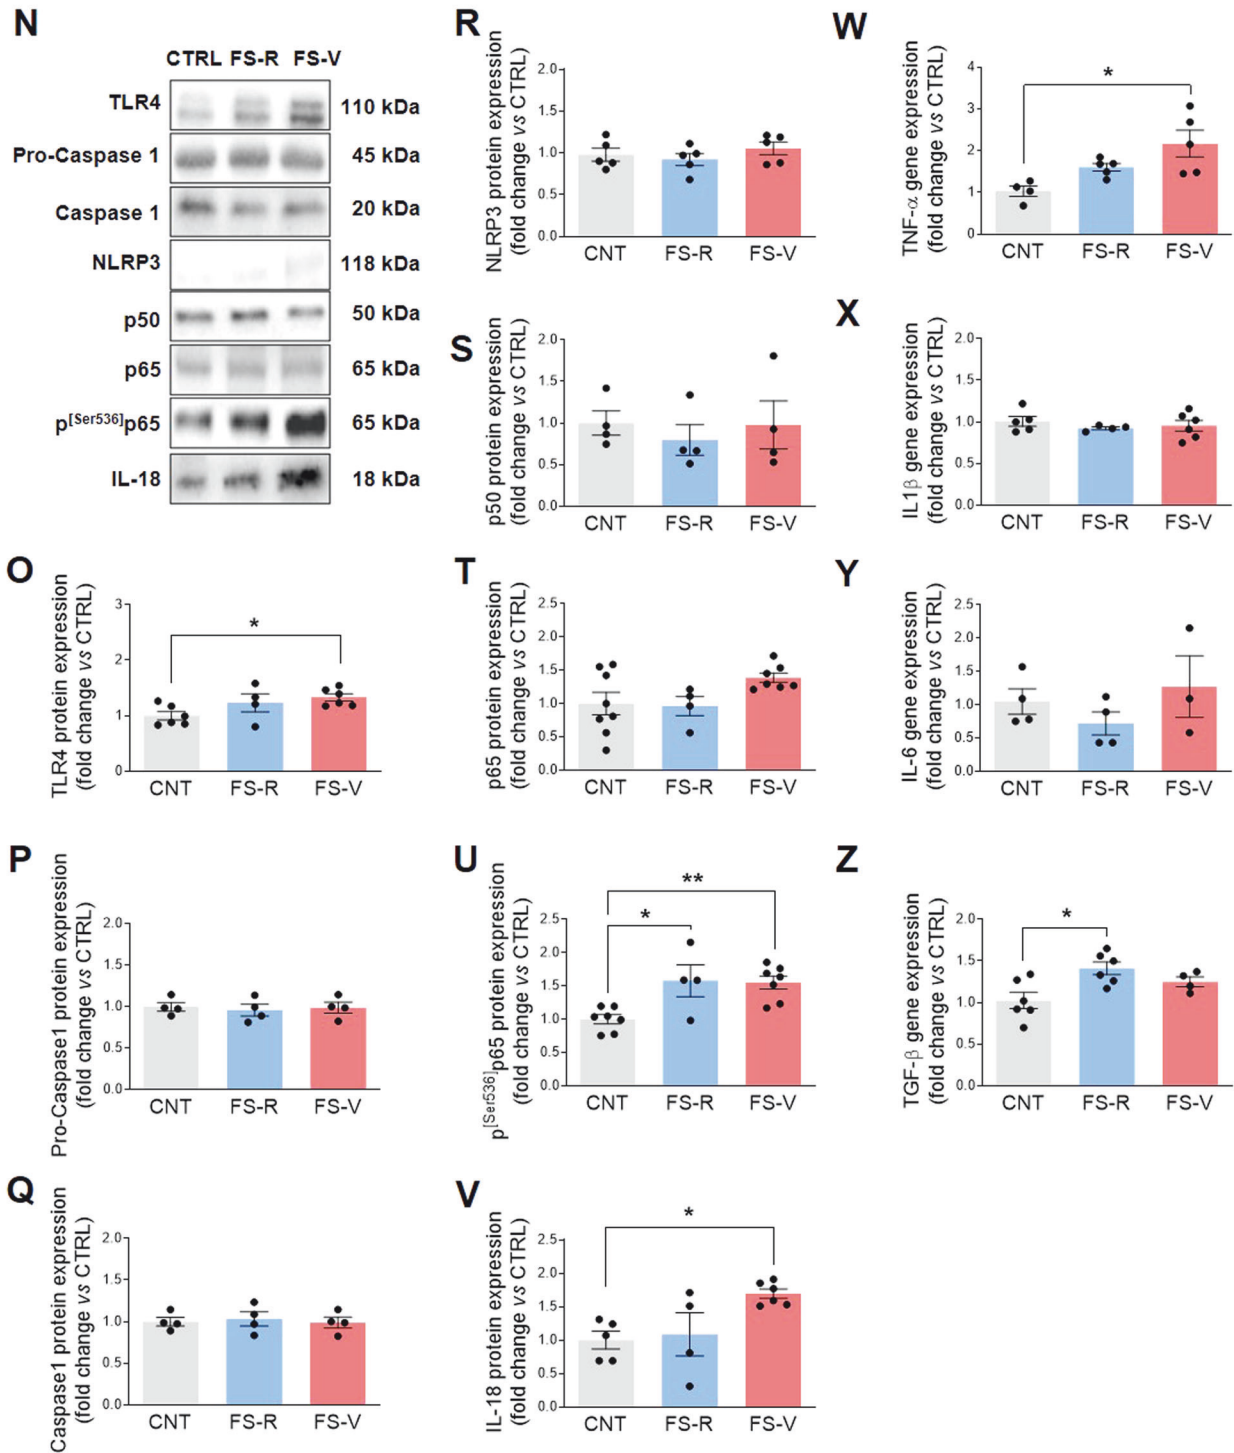 N
CTRL FS-R FS-V
TLR4 110 kDa
Pro-Caspase 1 45 kDa
Caspase 1 20 kDa
NLRP3 118 kDa
p50 50 kDa
p65 65 kDa
p[Ser536]p65 65 kDa
IL-18 18 kDa
O
TLR4 protein expression
(fold change vs CTRL)
3
2
1
0
*
CNT FS-R FS-V
P
Pro-Caspase1 protein expression
(fold change vs CTRL)
2.0
1.5
1.0
0.5
0.0
CNT FS-R FS-V
Q
Caspase1 protein expression
(fold change vs CTRL)
2.0
1.5
1.0
0.5
0.0
CNT FS-R FS-V
R
NLRP3 protein expression
(fold change vs CTRL)
2.0
1.5
1.0
0.5
0.0
CNT FS-R FS-V
S
p50 protein expression
(fold change vs CTRL)
2.0
1.5
1.0
0.5
0.0
CNT FS-R FS-V
T
p65 protein expression
(fold change vs CTRL)
2.5
2.0
1.5
1.0
0.5
0.0
CNT FS-R FS-V
U
p[Ser536]p65 protein expression
(fold change vs CTRL)
2.5
2.0
1.5
1.0
0.5
0.0
**
*
CNT FS-R FS-V
V
IL-18 protein expression
(fold change vs CTRL)
2.5
2.0
1.5
1.0
0.5
0.0
*
CNT FS-R FS-V
W
TNF-α gene expression
(fold change vs CTRL)
4
3
2
1
0
*
CNT FS-R FS-V
X
IL1β gene expression
(fold change vs CTRL)
2.0
1.5
1.0
0.5
0.0
CNT FS-R FS-V
Y
IL-6 gene expression
(fold change vs CTRL)
2.5
2.0
1.5
1.0
0.5
0.0
CNT FS-R FS-V
Z
TGF-β gene expression
(fold change vs CTRL)
2.0
1.5
1.0
0.5
0.0
*
CNT FS-R FS-V